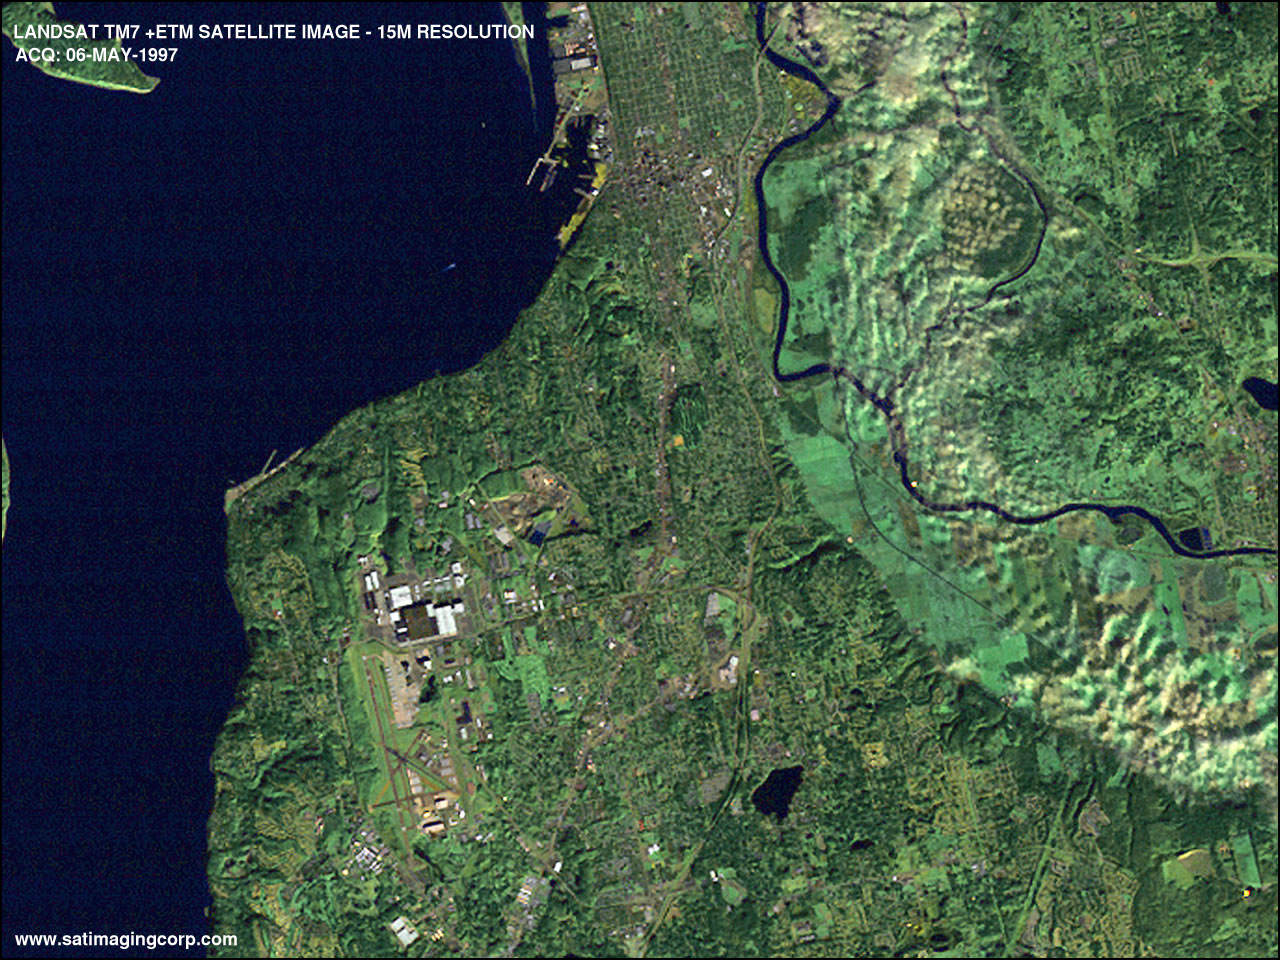 LANDSAT TM7 +ETM SATELLITE IMAGE - 15M RESOLUTION
ACQ: 06-MAY-1997
www.satimagingcorp.com